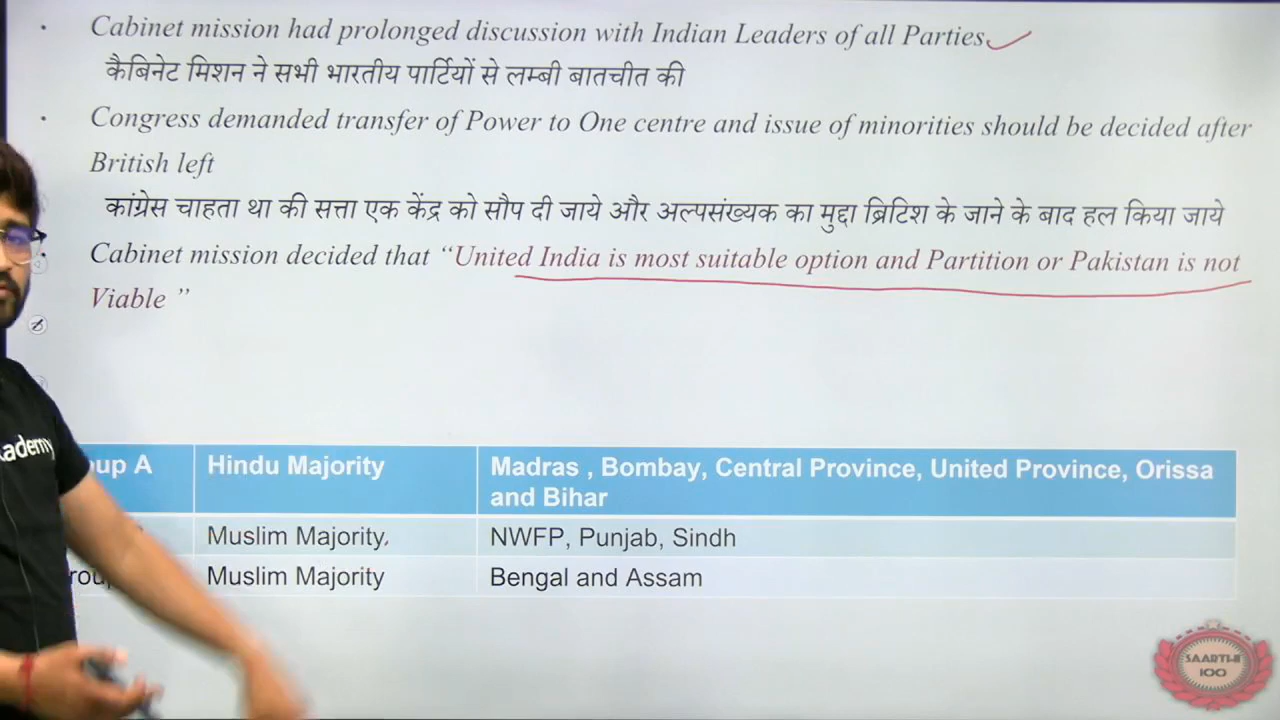 Cabinet mission had prolonged discussion with Indian Leaders of all Parties
कैबिनेट मिशन ने सभी भारतीय पार्टियों से लम्बी बातचीत की
Congress demanded transfer of Power to One centre and issue of minorities should be decided after
British left
कांग्रेस चाहता था की सत्ता एक केंद्र को सौप दी जाये और अल्पसंख्यक का मुद्दा ब्रिटिश के जाने के बाद हल किया जाये
Cabinet mission decided that “United India is most suitable option and Partition or Pakistan is not
Viable ”
A Hindu Majority Madras , Bombay, Central Province, United Province, Orissa
and Bihar
Muslim Majority NWFP, Punjab, Sindh
Muslim Majority Bengal and Assam
SAARTHI
100